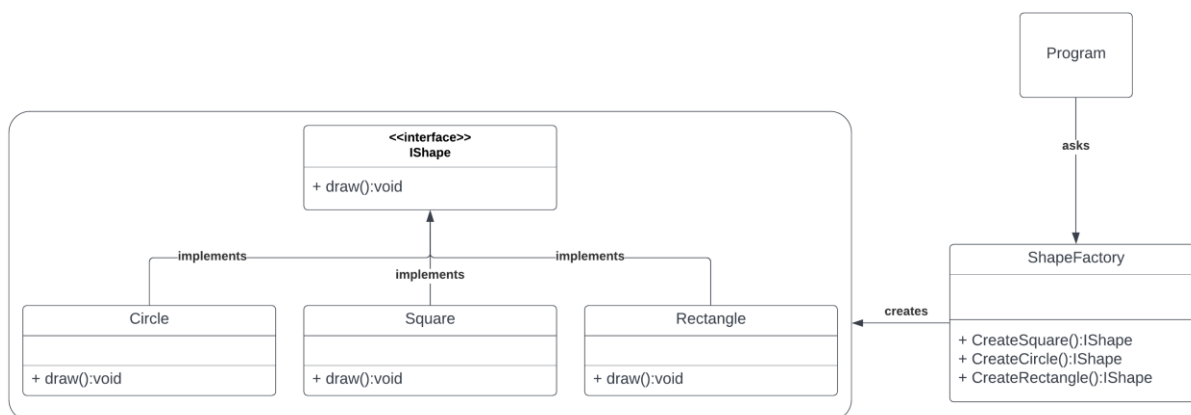 Program
asks
<<interface>>
IShape
+ draw():void
implements
implements
implements
Circle
+ draw():void
Square
+ draw():void
Rectangle
+ draw():void
creates
ShapeFactory
+ CreateSquare():IShape
+ CreateCircle():IShape
+ CreateRectangle():IShape